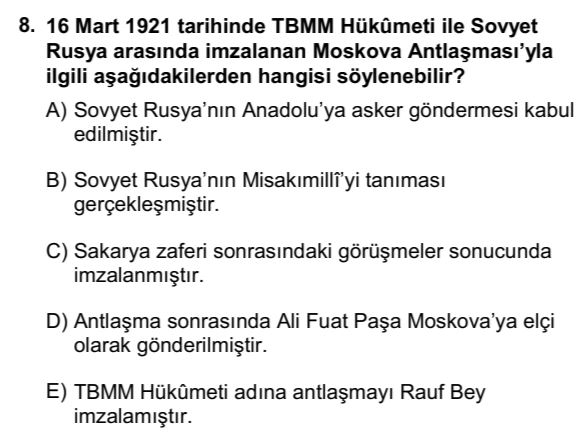 8. 16 Mart 1921 tarihinde TBMM Hükûmeti ile Sovyet
Rusya arasında imzalanan Moskova Antlaşması'yla
ilgili aşağıdakilerden hangisi söylenebilir?
A) Sovyet Rusya'nın Anadolu'ya asker göndermesi kabul
edilmiştir.
B) Sovyet Rusya'nın Misakımillî'yi tanıması
gerçekleşmiştir.
C) Sakarya zaferi sonrasındaki görüşmeler sonucunda
imzalanmıştır.
D) Antlaşma sonrasında Ali Fuat Paşa Moskova'ya elçi
olarak gönderilmiştir.
E) TBMM Hükûmeti adına antlaşmayı Rauf Bey
imzalamıştır.